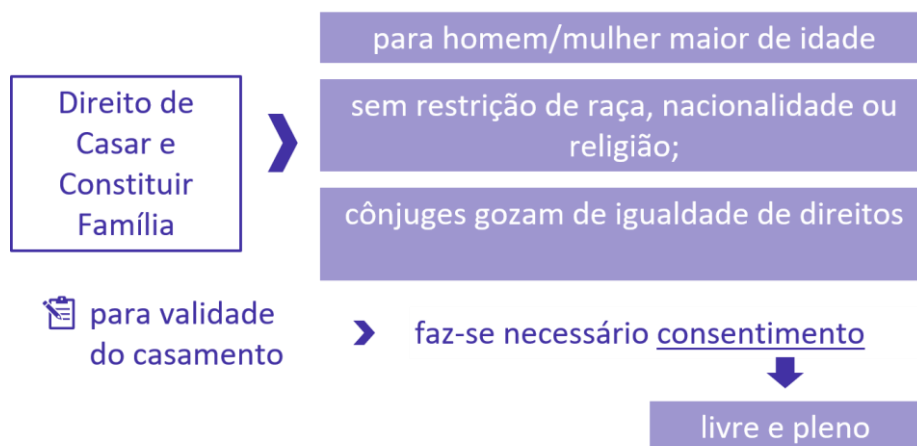 Direito de
Casar e
Constituir
Família
para homem/mulher maior de idade
sem restrição de raça, nacionalidade ou
religião;
cônjuges gozam de igualdade de direitos
para validade
do casamento
faz-se necessário consentimento
livre e pleno